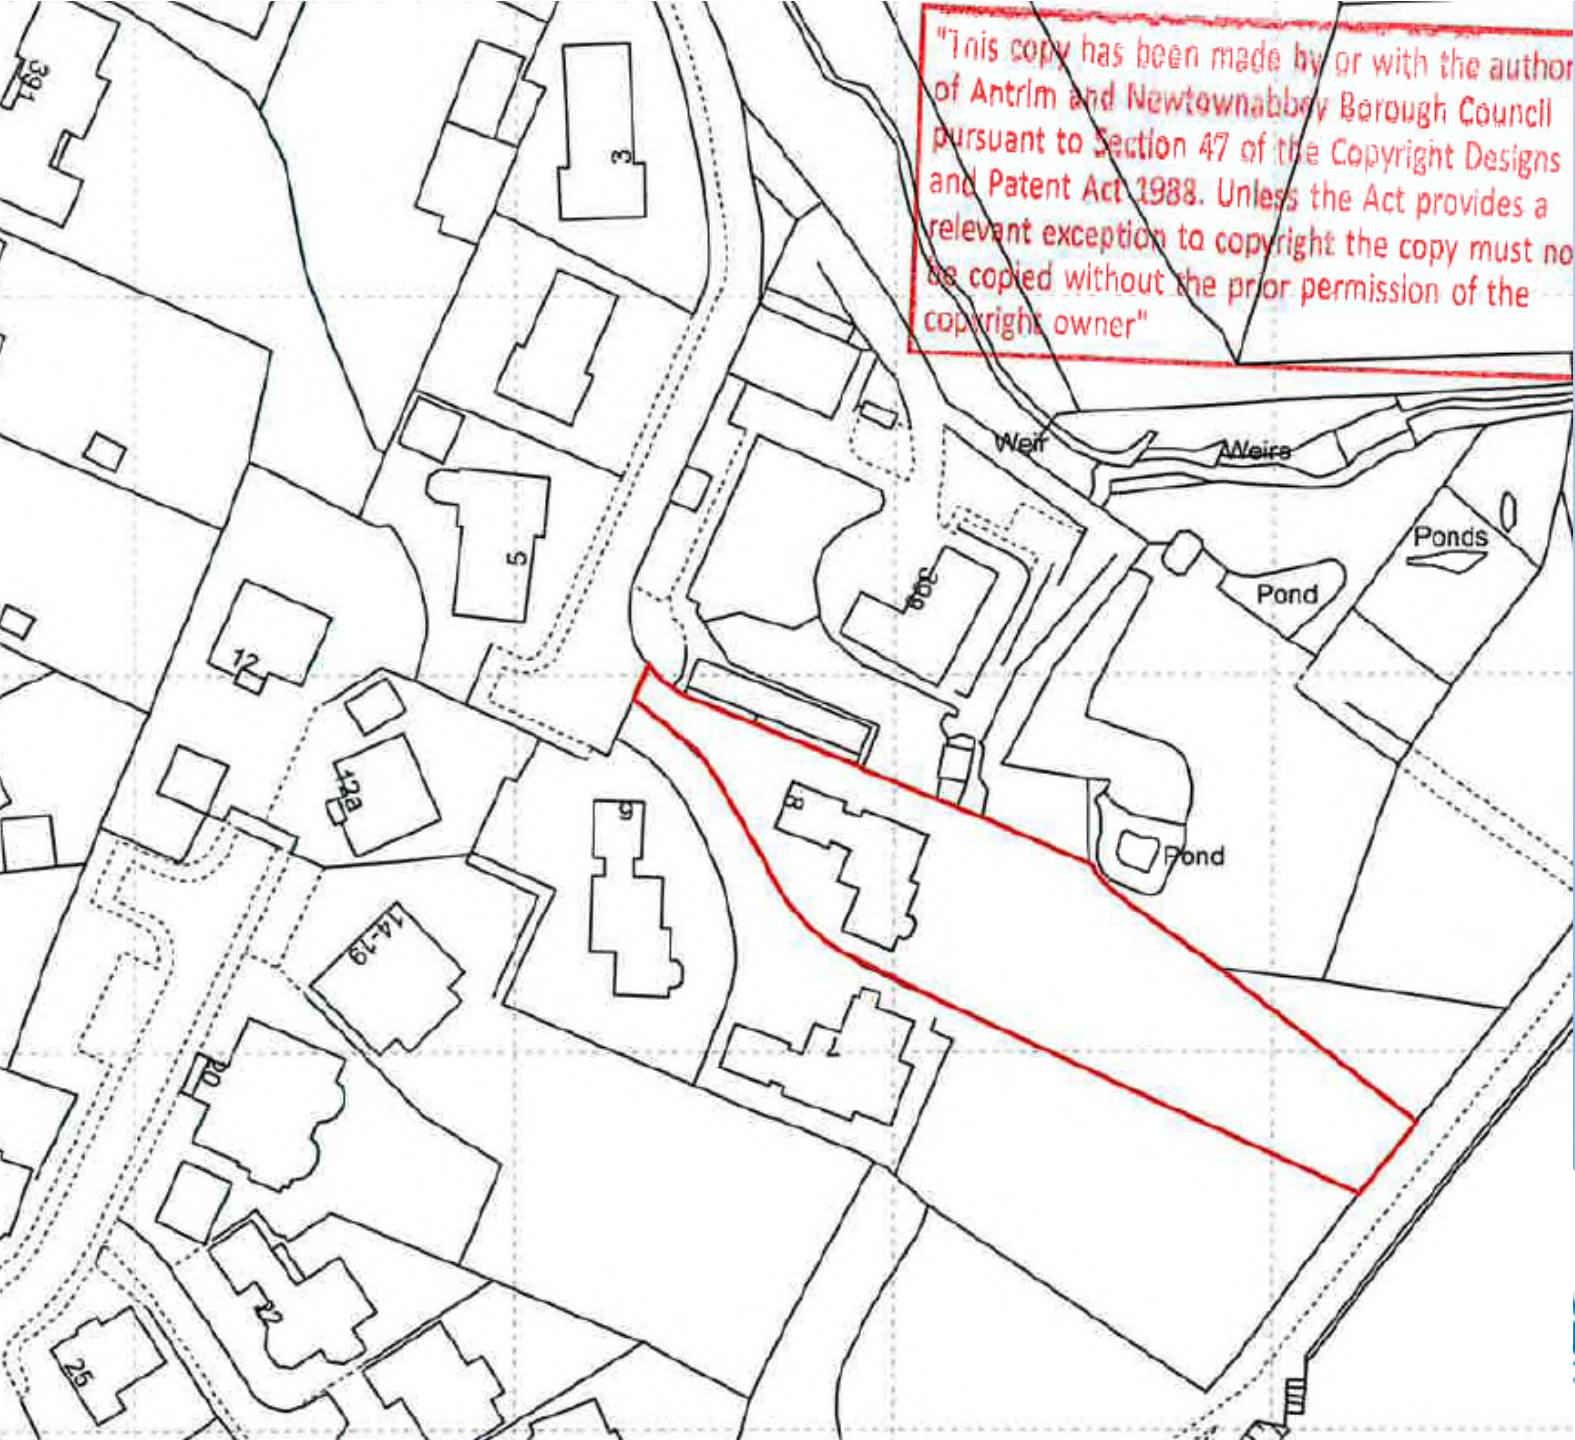 "This copy has been made by or with the author
of Antrim and Newtownabbey Borough Council
pursuant to Section 47 of the Copyright Designs
and Patent Act 1988. Unless the Act provides a
relevant exception to copyright the copy must no
be copied without the prior permission of the
copyright owner"
391
3
Weir
Weirs
Ponds
5
399
Pond
12
12a
9
8
Pond
14-19
7
20
22
25